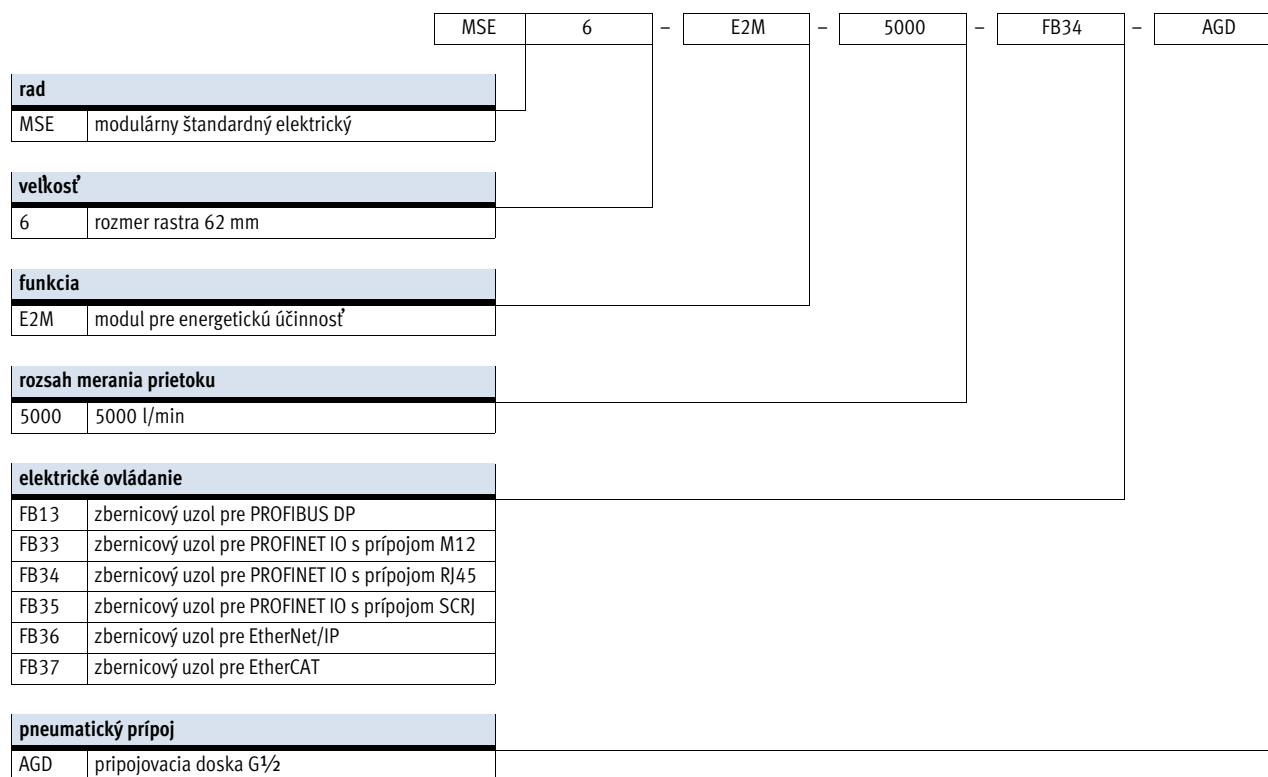 MSE 6 – E2M – 5000 – FB34 – AGD
rad
MSE modulárny štandardný elektrický
veľkosť
6 rozmer rastra 62 mm
funkcia
E2M modul pre energetickú účinnosť
rozsah merania prietoku
5000 5000 l/min
elektrické ovládanie
FB13 zbernicový uzol pre PROFIBUS DP
FB33 zbernicový uzol pre PROFINET IO s prípojom M12
FB34 zbernicový uzol pre PROFINET IO s prípojom RJ45
FB35 zbernicový uzol pre PROFINET IO s prípojom SCRJ
FB36 zbernicový uzol pre EtherNet/IP
FB37 zbernicový uzol pre EtherCAT
pneumatický prípoj
AGD pripojovacia doska G½